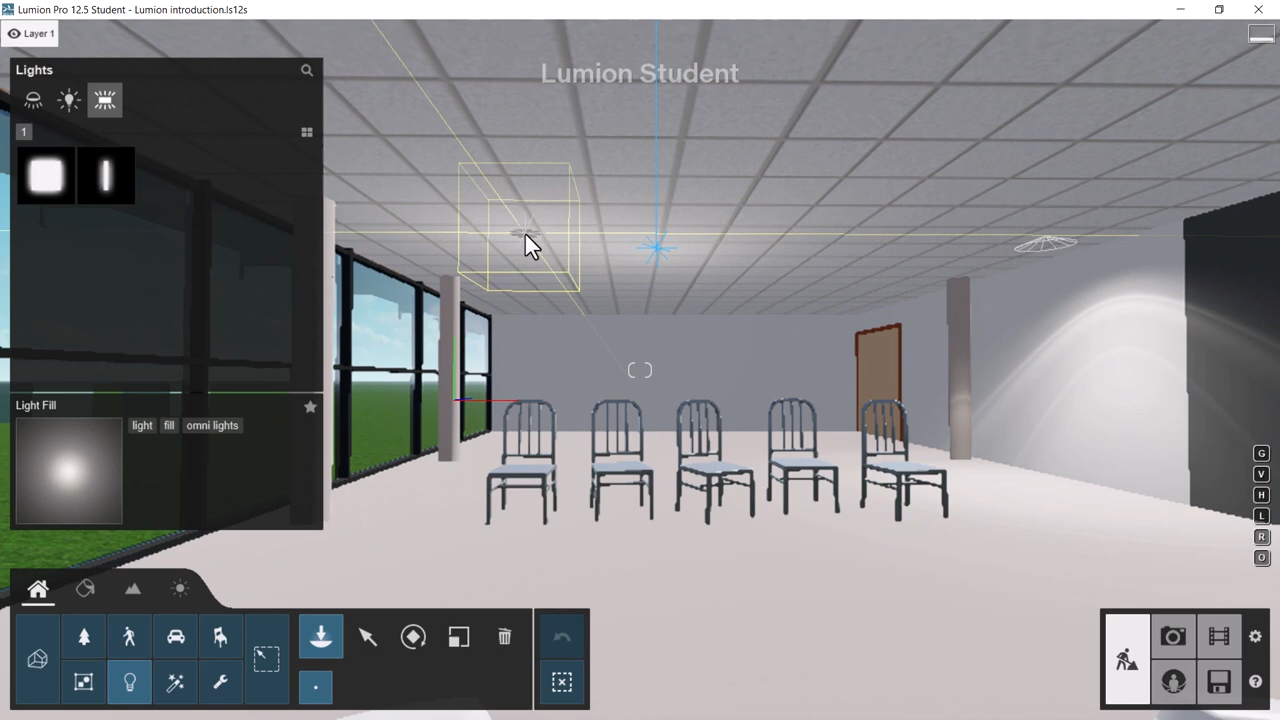 Lumion Pro 12.5 Student - Lumion introduction.ls12s
Layer 1
Lumion Student
Lights
1
Light Fill
light fill omni lights
G
V
H
L
R
O
?